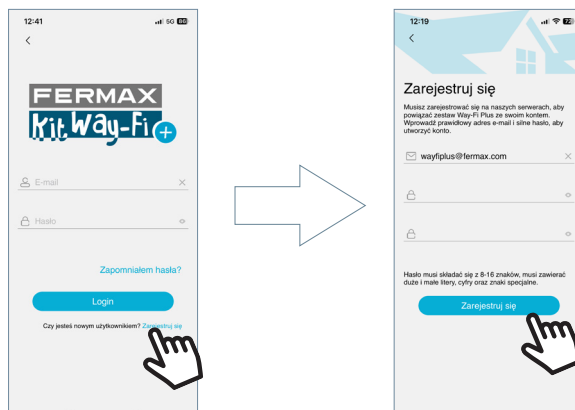 12:41
5G 66
FERMAX
Kit Way-Fi+
E-mail
Hasło
Zapomniałem hasła?
Login
Czy jesteś nowym użytkownikiem? Zarejestruj się
12:19
72
Zarejestruj się
Musisz zarejestrować się na naszych serwerach, aby
powiązać zestaw Way-Fi Plus ze swoim kontem.
Wprowadź prawidłowy adres e-mail i silne hasło, aby
utworzyć konto.
wayfiplus@fermax.com
Hasło musi składać się z 8-16 znaków, musi zawierać
duże i małe litery, cyfry oraz znaki specjalne.
Zarejestruj się